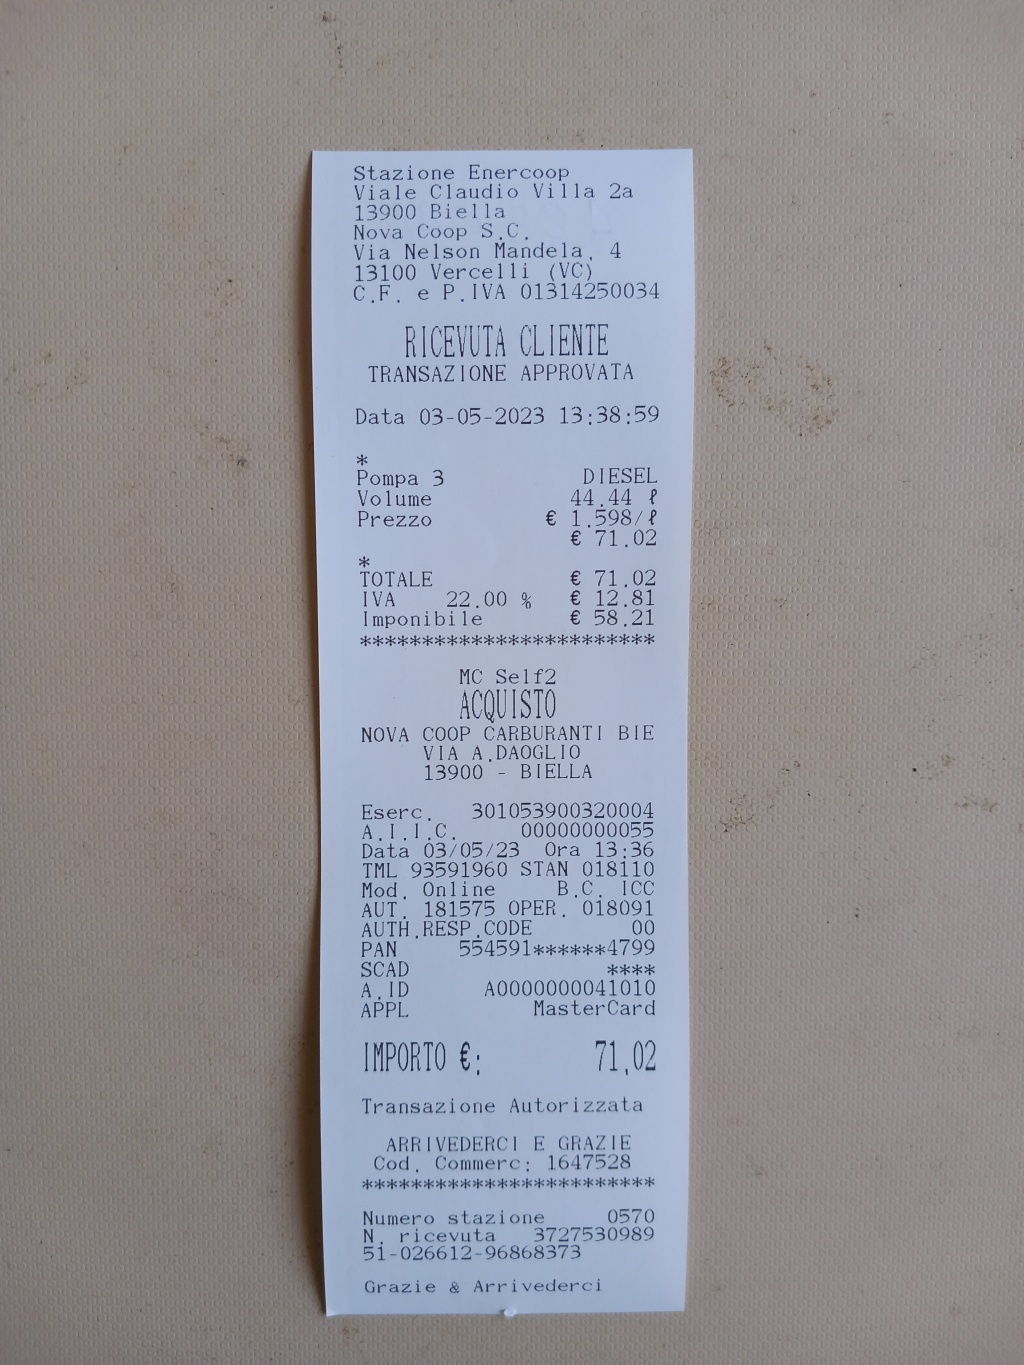 Stazione Enercoop
Viale Claudio Villa 2a
13900 Biella
Nova Coop S.C.
Via Nelson Mandela, 4
13100 Vercelli (VC)
C.F. e P.IVA 01314250034
RICEVUTA CLIENTE
TRANSAZIONE APPROVATA
Data 03-05-2023 13:38:59
*
Pompa 3 DIESEL
Volume 44.44 ℓ
Prezzo € 1.598/ℓ
€ 71.02
*
TOTALE € 71.02
IVA 22.00 % € 12.81
Imponibile € 58.21
************************
MC Self2
ACQUISTO
NOVA COOP CARBURANTI BIE
VIA A.DAOGLIO
13900 - BIELLA
Eserc. 301053900320004
A.I.I.C. 00000000055
Data 03/05/23 Ora 13:36
TML 93591960 STAN 018110
Mod. Online B.C. ICC
AUT. 181575 OPER. 018091
AUTH.RESP.CODE 00
PAN 554591******4799
SCAD ****
A.ID A0000000041010
APPL MasterCard
IMPORTO €: 71,02
Transazione Autorizzata
ARRIVEDERCI E GRAZIE
Cod. Commerc: 1647528
************************
Numero stazione 0570
N. ricevuta 3727530989
51-026612-96868373
Grazie & Arrivederci